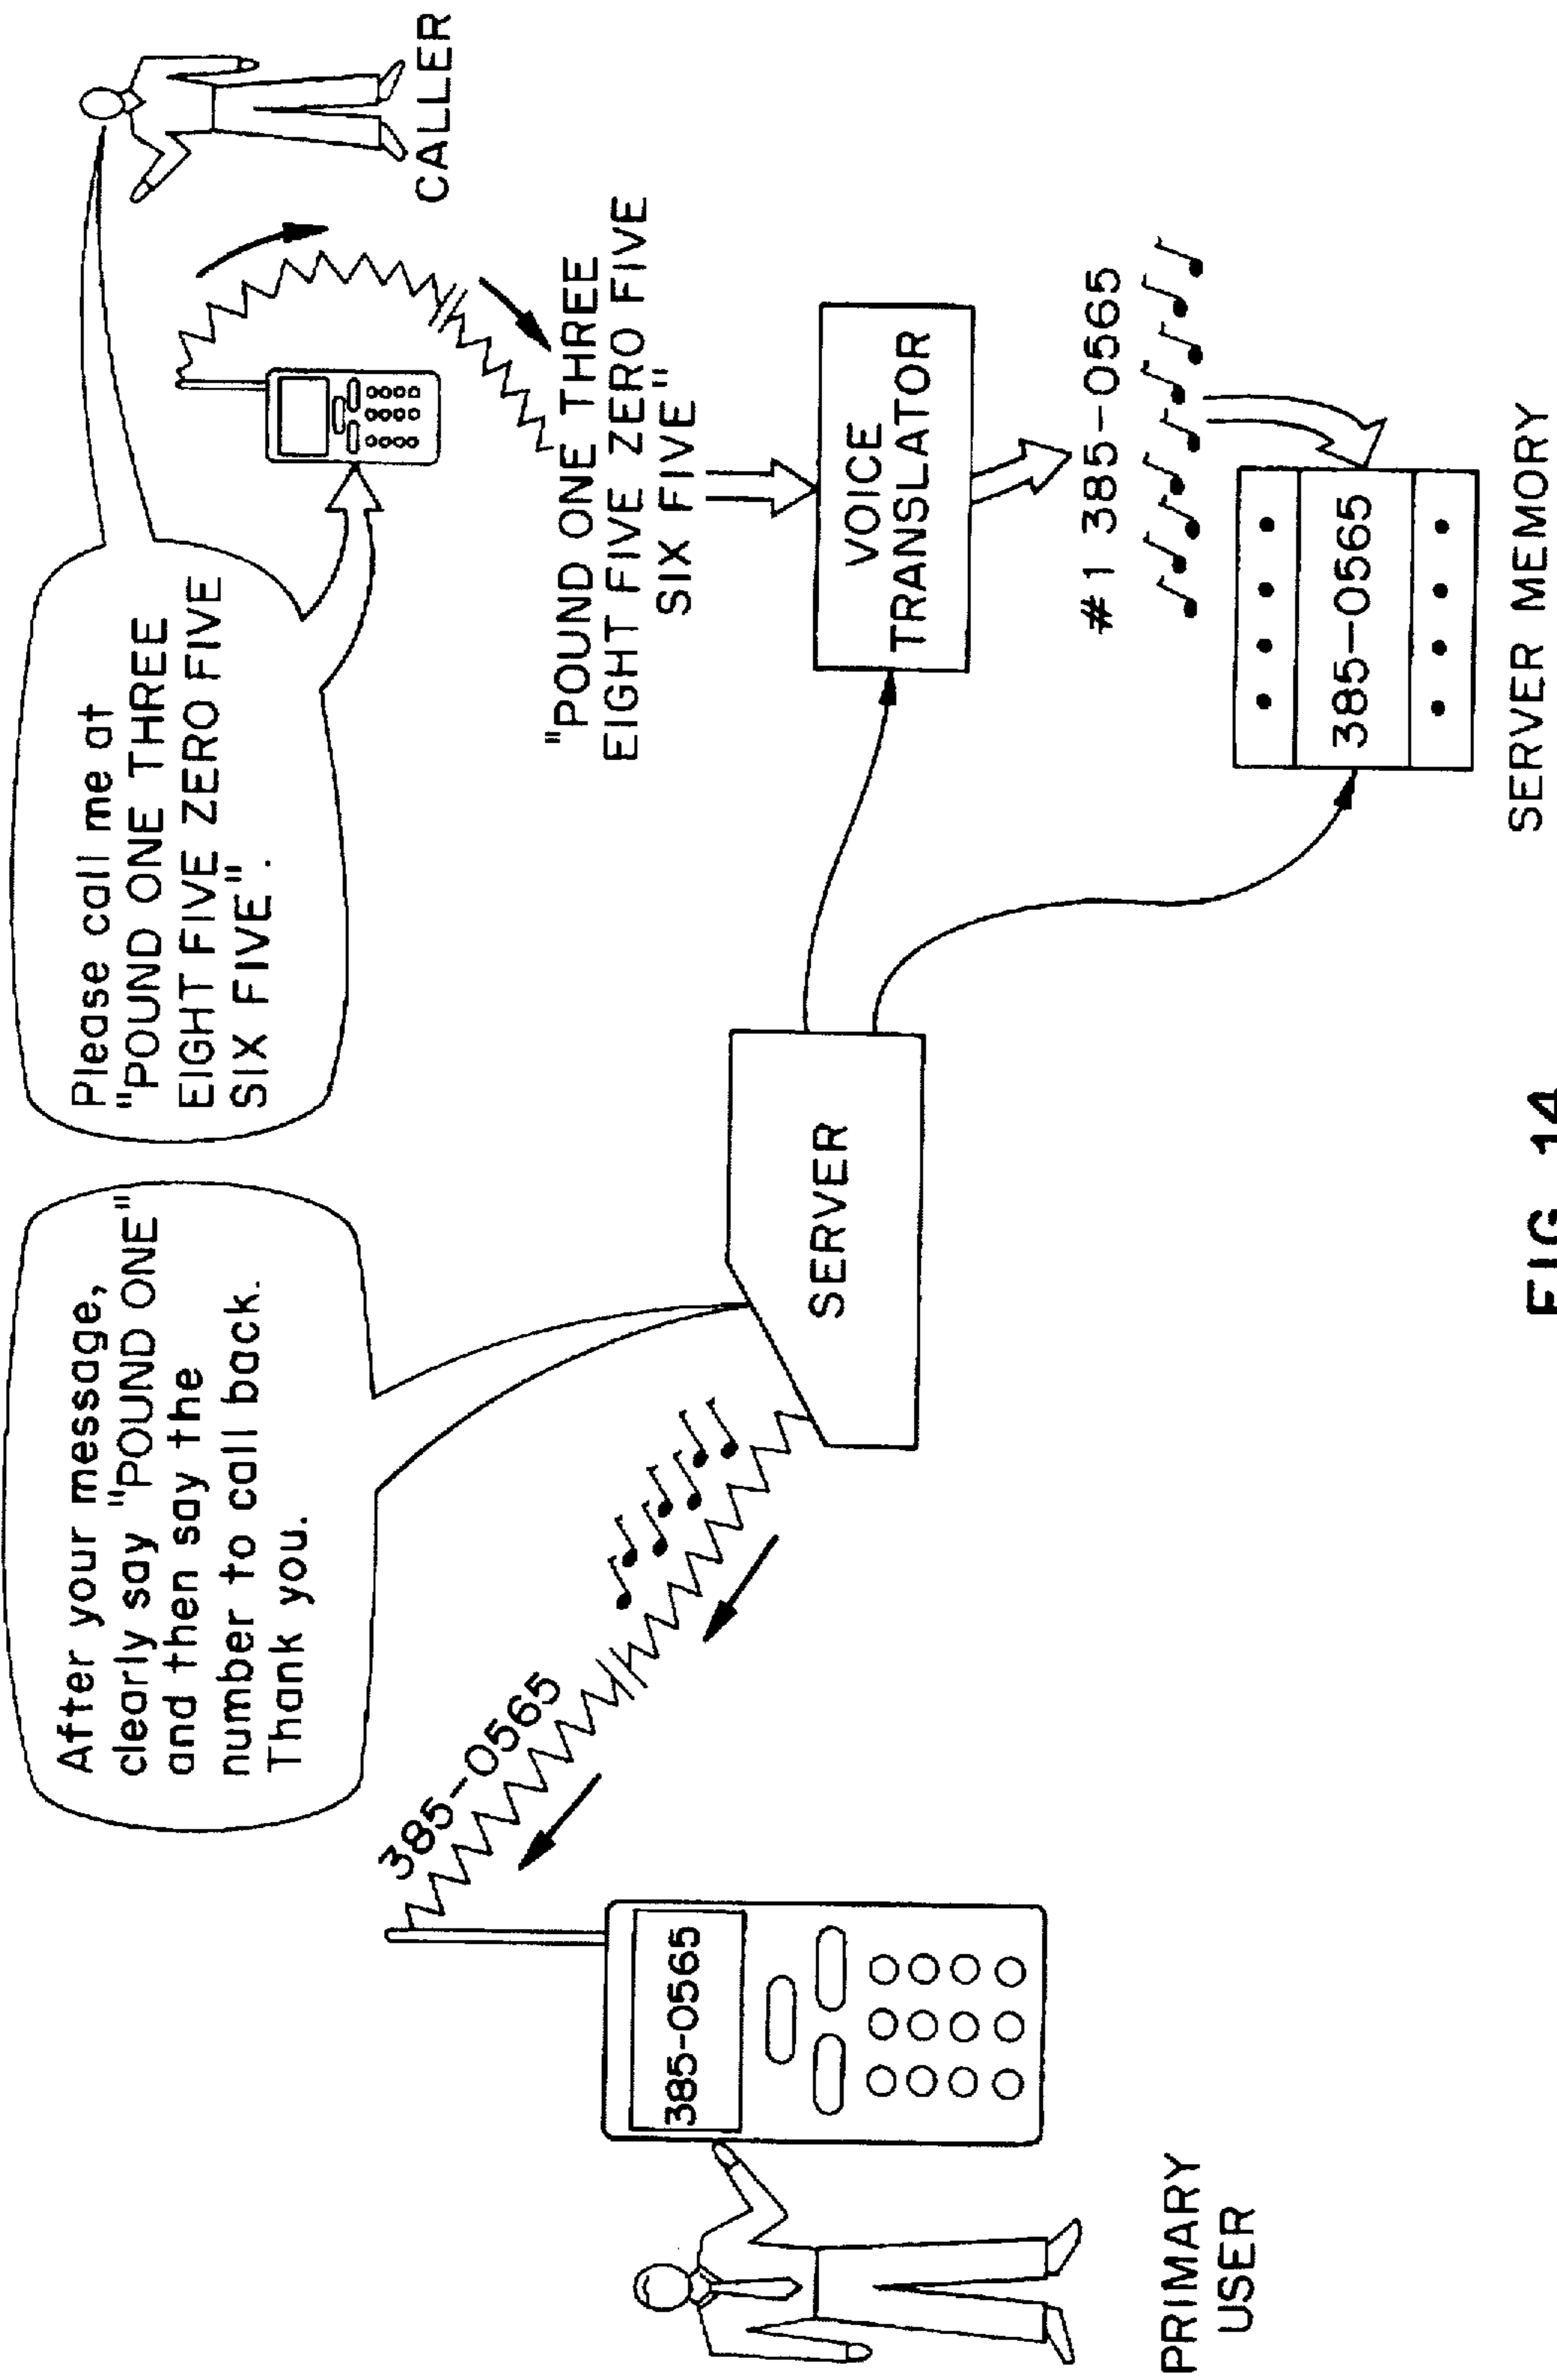 After your message,
clearly say "POUND ONE"
and then say the
number to call back.
Thank you.
Please call me at
"POUND ONE THREE
EIGHT FIVE ZERO FIVE
SIX FIVE".
CALLER
385-0565
385-0565
PRIMARY
USER
SERVER
"POUND ONE THREE
EIGHT FIVE ZERO FIVE
SIX FIVE"
VOICE
TRANSLATOR
#1 385-0565
385-0565
SERVER MEMORY
FIG. 14